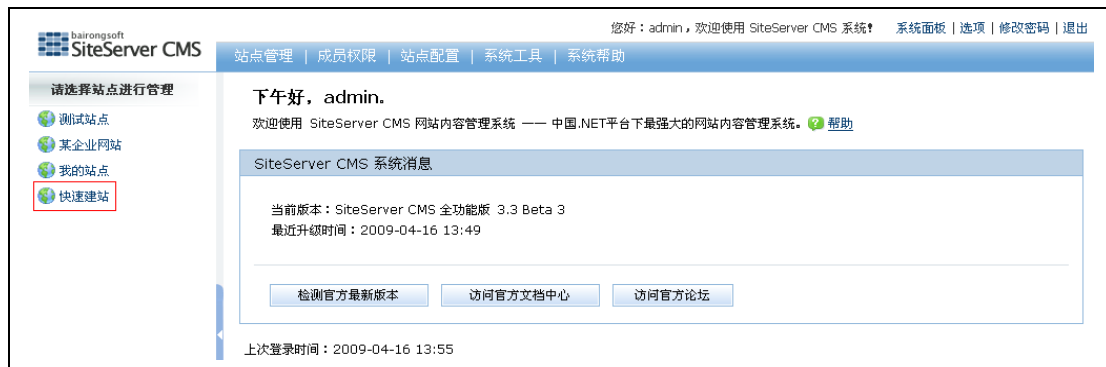 您好：admin，欢迎使用 SiteServer CMS 系统！ 系统面板 | 选项 | 修改密码 | 退出
bairongsoft
SiteServer CMS
站点管理 | 成员权限 | 站点配置 | 系统工具 | 系统帮助
请选择站点进行管理
测试站点
某企业网站
我的站点
快速建站
下午好，admin.
欢迎使用 SiteServer CMS 网站内容管理系统 —— 中国.NET平台下最强大的网站内容管理系统。 帮助
SiteServer CMS 系统消息
当前版本：SiteServer CMS 全功能版 3.3 Beta 3
最近升级时间：2009-04-16 13:49
检测官方最新版本 访问官方文档中心 访问官方论坛
上次登录时间：2009-04-16 13:55